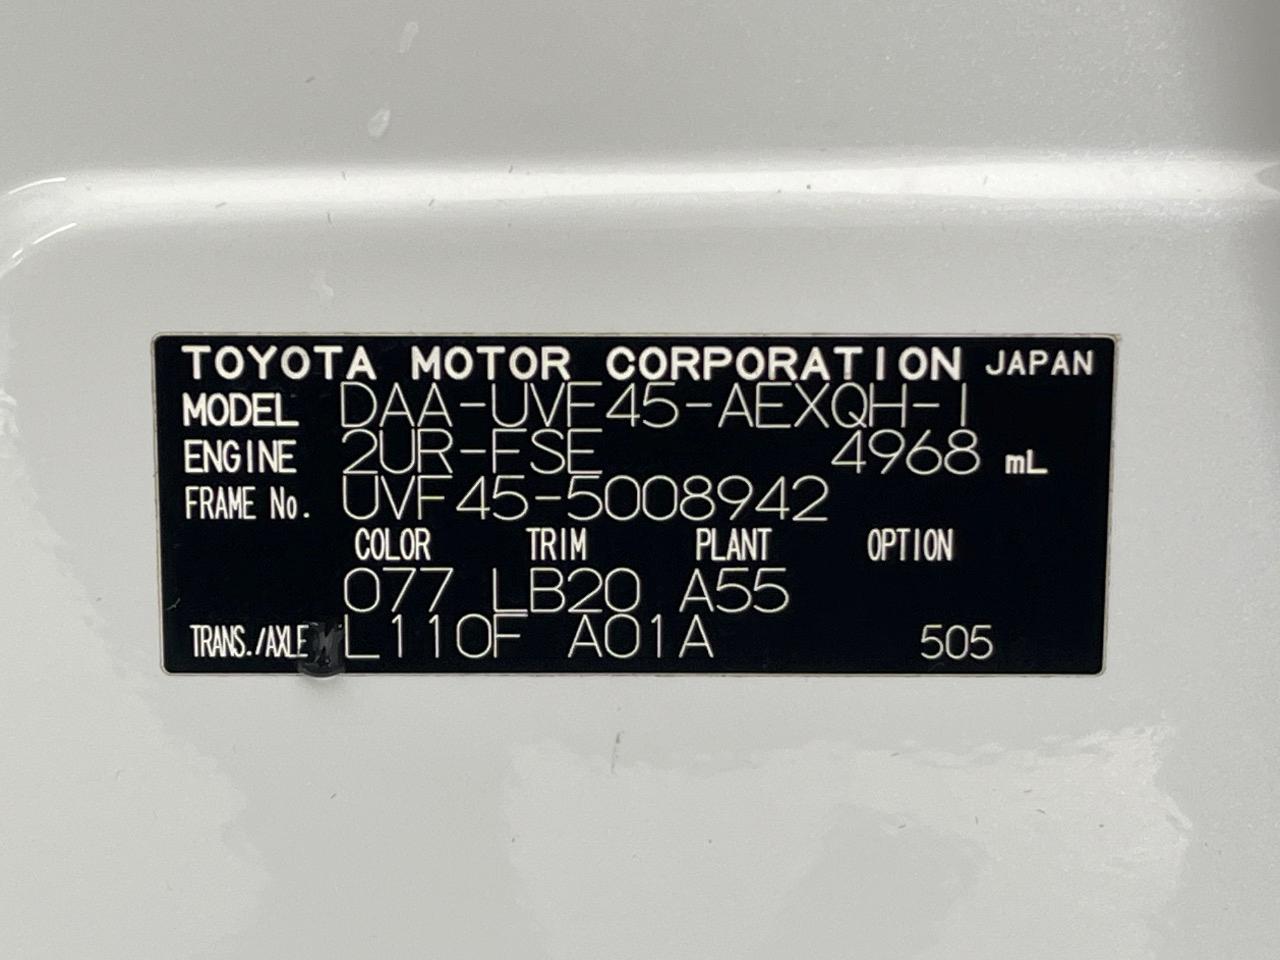 TOYOTA MOTOR CORPORATION JAPAN
MODEL DAA-UVF45-AEXQH-I
ENGINE 2UR-FSE 4968 mL
FRAME No. UVF45-5008942
COLOR TRIM PLANT OPTION
077 LB20 A55
TRANS./AXLE L110F A01A 505